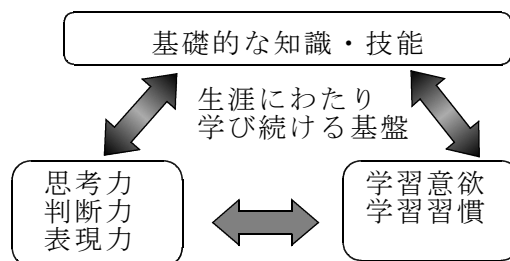 基礎的な知識・技能
生涯にわたり
学び続ける基盤
思考力
判断力
表現力
学習意欲
学習習慣